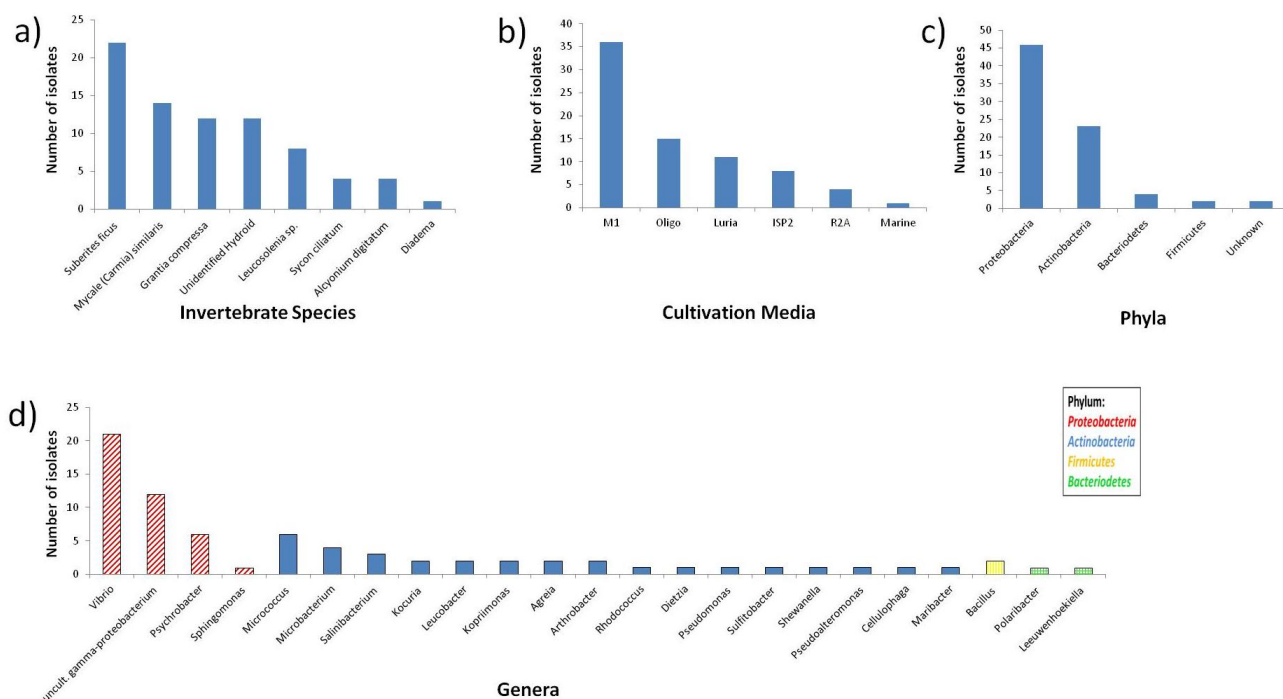 a)
Number of isolates
25
20
15
10
5
0
Suberites ficus
Mycale (Carmia) similaris
Grantia compressa
Unidentified Hydroid
Leucosolenia sp.
Sycon ciliatum
Alcyonium digitatum
Diadema
Invertebrate Species
b)
Number of isolates
40
35
30
25
20
15
10
5
0
M1 Oligo Luria ISP2 R2A Marine
Cultivation Media
c)
Number of isolates
50
45
40
35
30
25
20
15
10
5
0
Proteobacteria
Actinobacteria
Bacteriodetes
Firmicutes
Unknown
Phyla
d)
Number of isolates
25
20
15
10
5
0
Vibrio
uncult. gamma-proteobacterium
Psychrobacter
Sphingomonas
Micrococcus
Microbacterium
Salinibacterium
Kocuria
Leucobacter
Kopriimonas
Agreia
Arthrobacter
Rhodococcus
Dietzia
Pseudomonas
Sulfitobacter
Shewanella
Pseudoalteromonas
Cellulophaga
Maribacter
Bacillus
Polaribacter
Leeuwenhoekiella
Genera
Phylum:
Proteobacteria
Actinobacteria
Firmicutes
Bacteriodetes